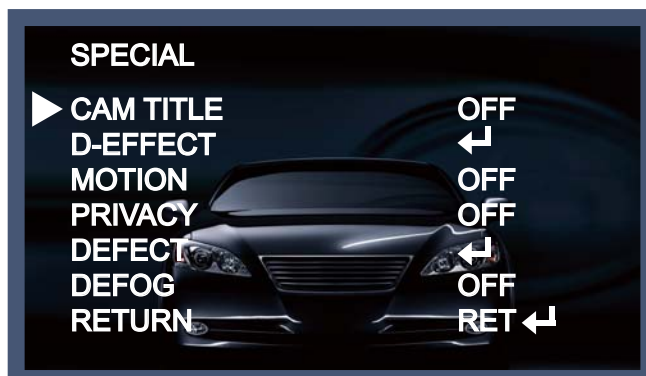 SPECIAL
CAM TITLE OFF
D-EFFECT ↵
MOTION OFF
PRIVACY OFF
DEFECT ↵
DEFOG OFF
RETURN RET ↵